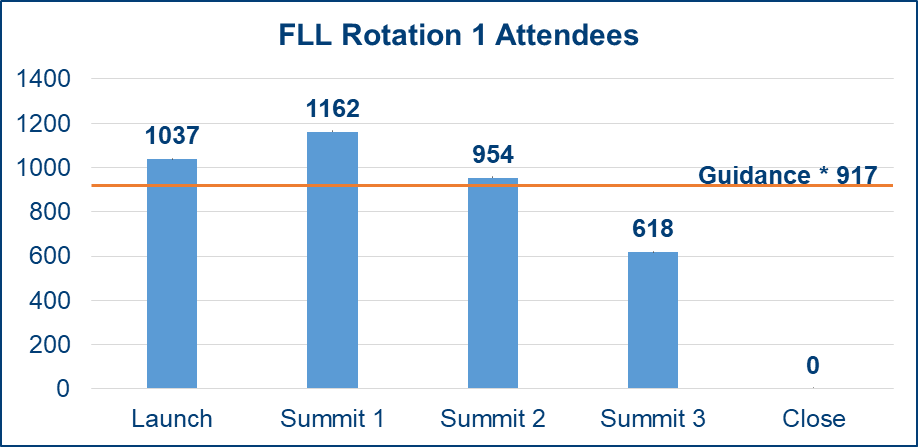 FLL Rotation 1 Attendees
1400
1200
1000
800
600
400
200
0
1037
1162
954
618
0
Guidance * 917
Launch
Summit 1
Summit 2
Summit 3
Close